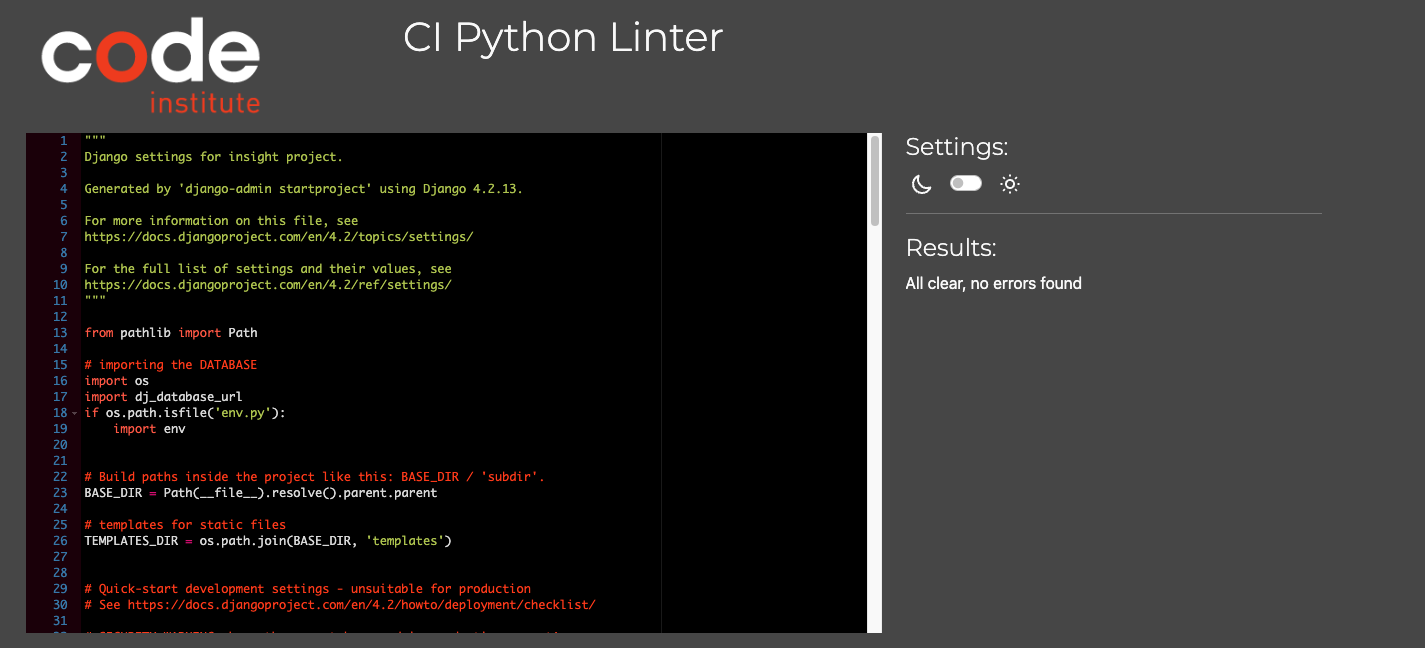 code
institute
CI Python Linter
1 """
2 Django settings for insight project.
3
4 Generated by 'django-admin startproject' using Django 4.2.13.
5
6 For more information on this file, see
7 https://docs.djangoproject.com/en/4.2/topics/settings/
8
9 For the full list of settings and their values, see
10 https://docs.djangoproject.com/en/4.2/ref/settings/
11 """
12
13 from pathlib import Path
14
15 # importing the DATABASE
16 import os
17 import dj_database_url
18 if os.path.isfile('env.py'):
19     import env
20
21
22 # Build paths inside the project like this: BASE_DIR / 'subdir'.
23 BASE_DIR = Path(__file__).resolve().parent.parent
24
25 # templates for static files
26 TEMPLATES_DIR = os.path.join(BASE_DIR, 'templates')
27
28
29 # Quick-start development settings - unsuitable for production
30 # See https://docs.djangoproject.com/en/4.2/howto/deployment/checklist/
31
Settings:
Results:
All clear, no errors found